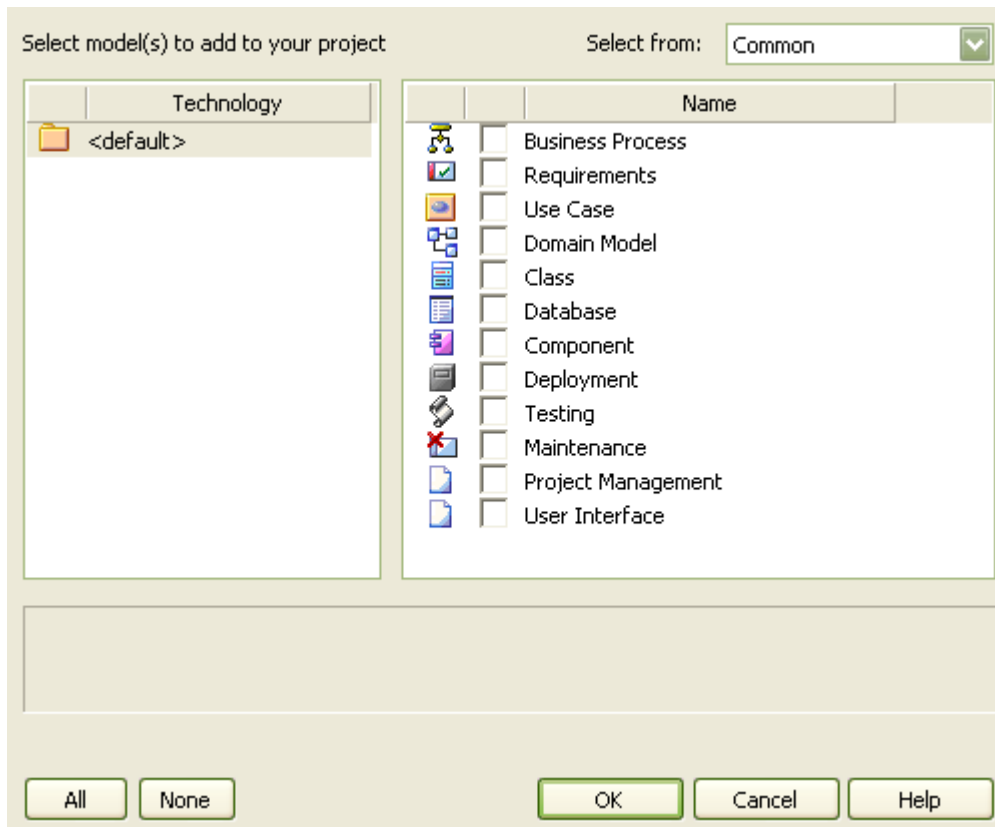 Select model(s) to add to your project
Select from: Common
Technology
<default>
Name
Business Process
Requirements
Use Case
Domain Model
Class
Database
Component
Deployment
Testing
Maintenance
Project Management
User Interface
All None OK Cancel Help